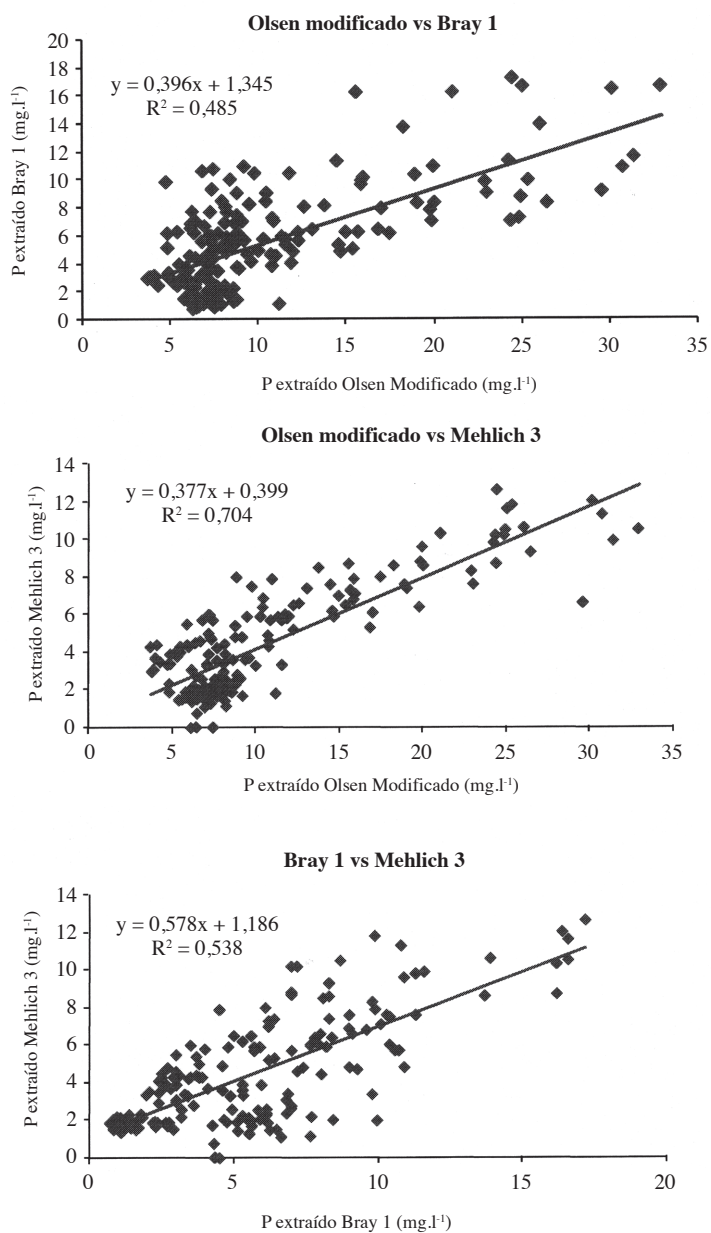 Olsen modificado vs Bray 1
20
18
16
14
12
10
8
6
4
2
0
y = 0,396x + 1,345
R² = 0,485
P extraído Bray 1 (mg.l⁻¹)
0 5 10 15 20 25 30 35
P extraído Olsen Modificado (mg.l⁻¹)
Olsen modificado vs Mehlich 3
14
12
10
8
6
4
2
0
y = 0,377x + 0,399
R² = 0,704
P extraído Mehlich 3 (mg.l⁻¹)
0 5 10 15 20 25 30 35
P extraído Olsen Modificado (mg.l⁻¹)
Bray 1 vs Mehlich 3
14
12
10
8
6
4
2
0
y = 0,578x + 1,186
R² = 0,538
P extraído Mehlich 3 (mg.l⁻¹)
0 5 10 15 20
P extraído Bray 1 (mg.l⁻¹)